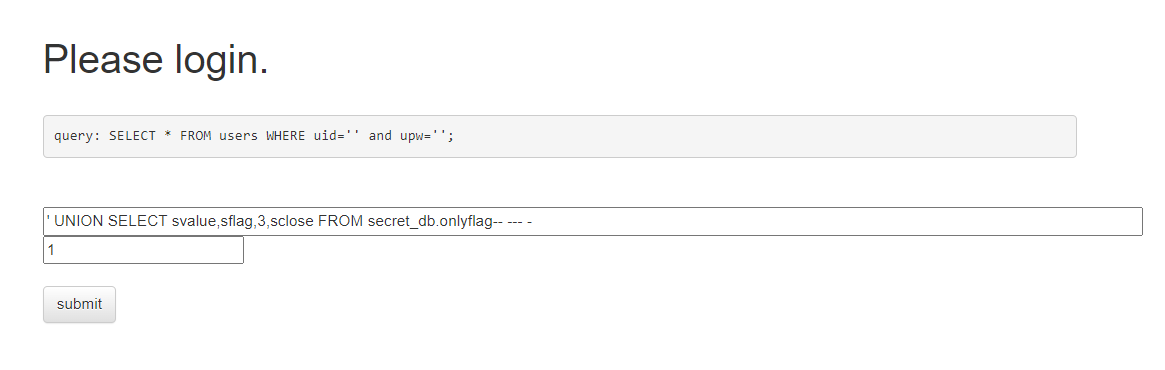 Please login.
query: SELECT * FROM users WHERE uid='' and upw='';
' UNION SELECT svalue,sflag,3,sclose FROM secret_db.onlyflag-- --- -
1
submit